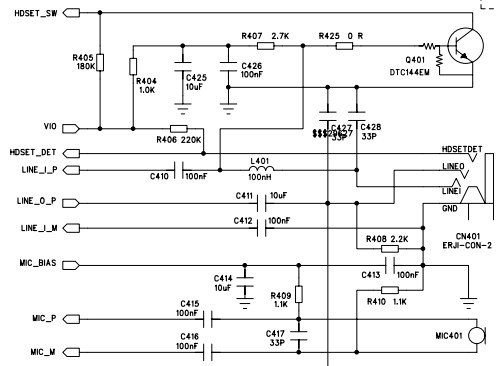 HDSET_SW
R407 2.7K
R425 0 R
R405
180K
R404
1.0K
C425
10uF
C426
100nF
Q401
DTC144EM
VIO
R406 220K
C427
C428
33P
HDSET_DET
HDSETDET
LINE_I_P
C410 100nF
L401
100nH
LINEO
LINE_O_P
C411 10uF
LINEI
GND
LINE_I_M
C412 100nF
CN401
ERJI-CON-2
R408 2.2K
MIC_BIAS
C413 100nF
C414
10uF
R409
1.1K
R410 1.1K
C415
100nF
MIC_P
C417
33P
MIC401
C416
100nF
MIC_M